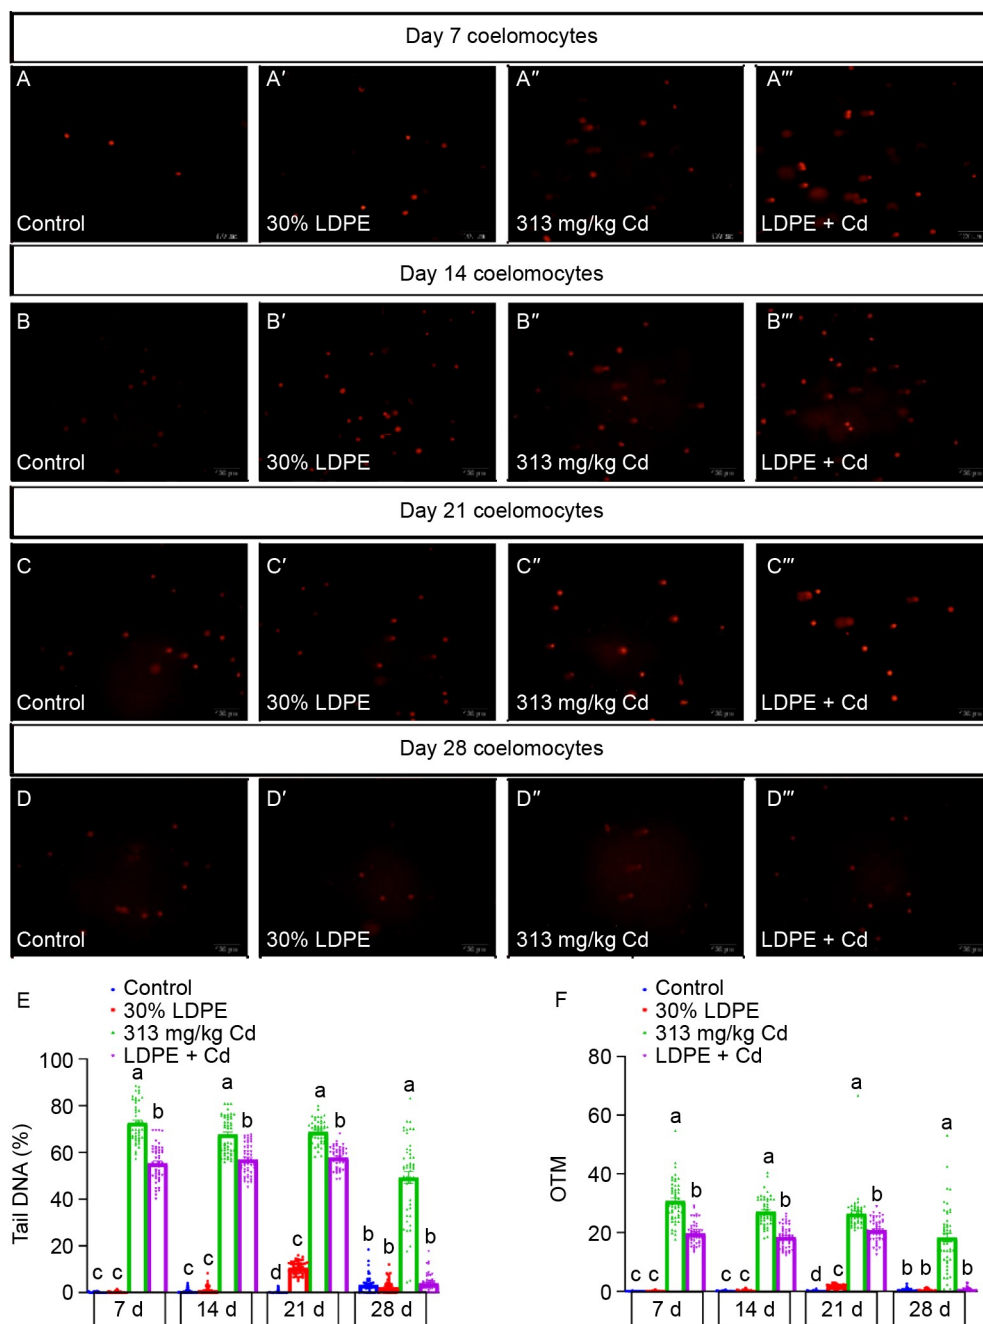 Day 7 coelomocytes
A A′ A″ A‴
Control 30% LDPE 313 mg/kg Cd LDPE + Cd
Day 14 coelomocytes
B B′ B″ B‴
Control 30% LDPE 313 mg/kg Cd LDPE + Cd
Day 21 coelomocytes
C C′ C″ C‴
Control 30% LDPE 313 mg/kg Cd LDPE + Cd
Day 28 coelomocytes
D D′ D″ D‴
Control 30% LDPE 313 mg/kg Cd LDPE + Cd
E
Control
30% LDPE
313 mg/kg Cd
LDPE + Cd
Tail DNA (%)
100
80
60
40
20
0
c c a b
c c a b
d c a b
b b a b
7 d 14 d 21 d 28 d
F
Control
30% LDPE
313 mg/kg Cd
LDPE + Cd
OTM
80
60
40
20
0
c c a b
c c a b
d c a b
b b a b
7 d 14 d 21 d 28 d